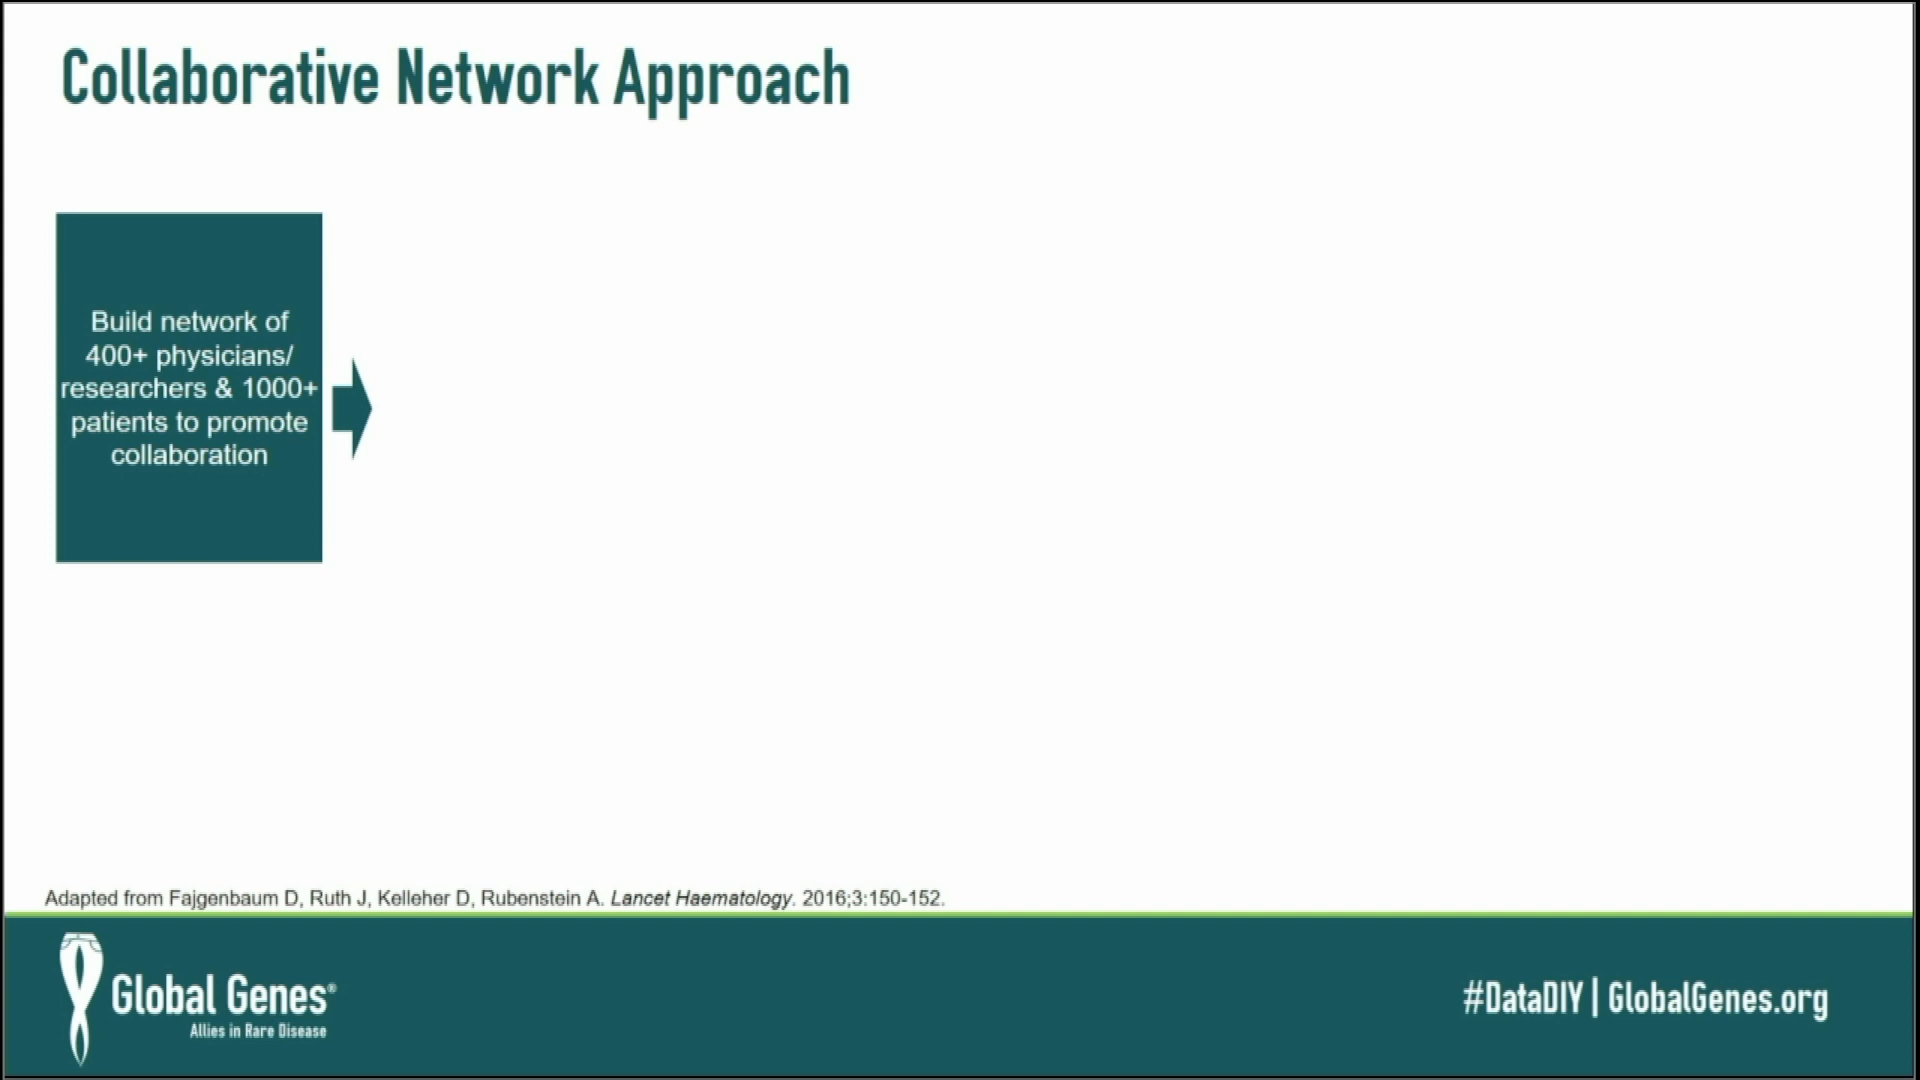 Collaborative Network Approach
Build network of
400+ physicians/
researchers & 1000+
patients to promote
collaboration
Adapted from Fajgenbaum D, Ruth J, Kelleher D, Rubenstein A. Lancet Haematology. 2016;3:150-152.
Global Genes®
Allies in Rare Disease
#DataDIY | GlobalGenes.org